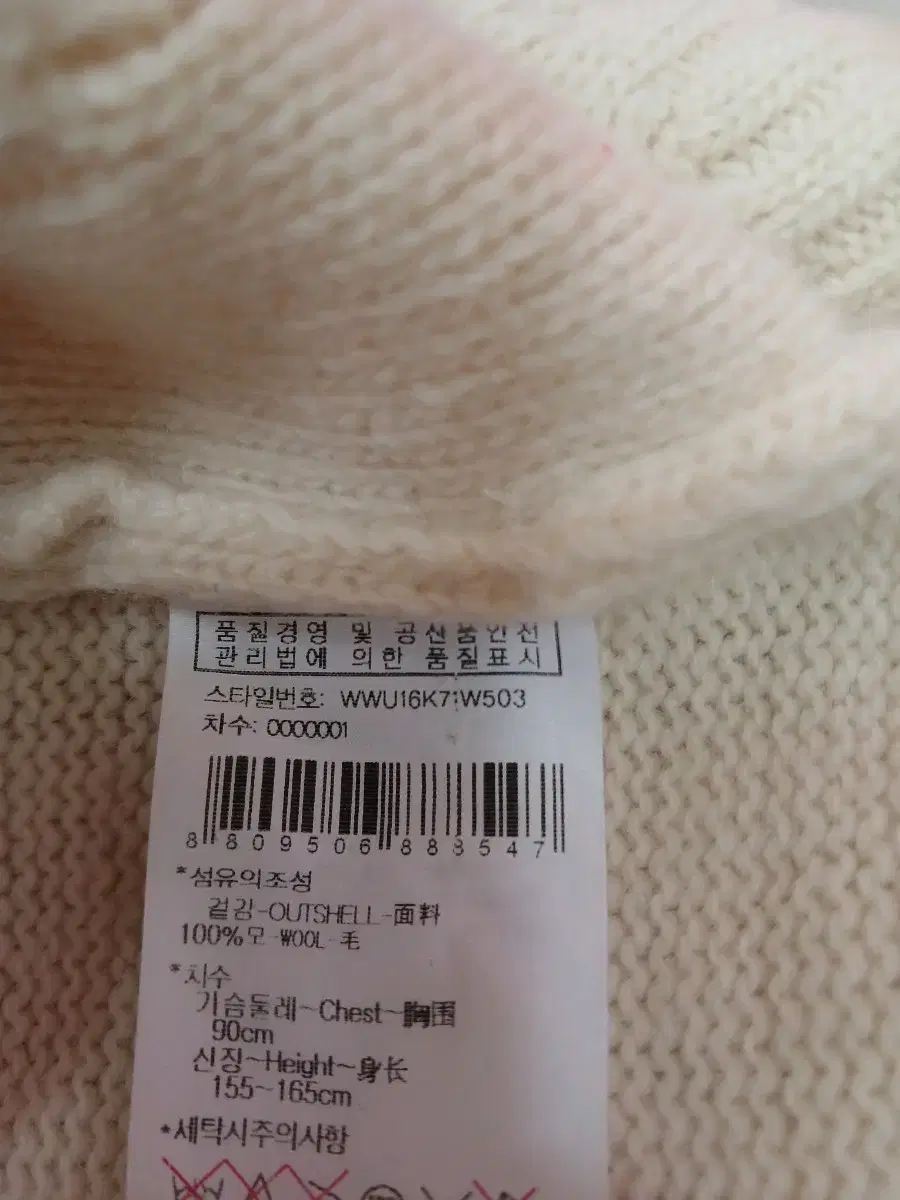 품질경영 및 공산품안전
관리법에 의한 품질표시
스타일번호: WWU16K71W503
차수: 0000001
8 809506 888547
*섬유의조성
겉감-OUTSHELL-面料
100%모-WOOL-毛
*치수
가슴둘레~Chest~胸围
90cm
신장~Height~身长
155~165cm
*세탁시주의사항